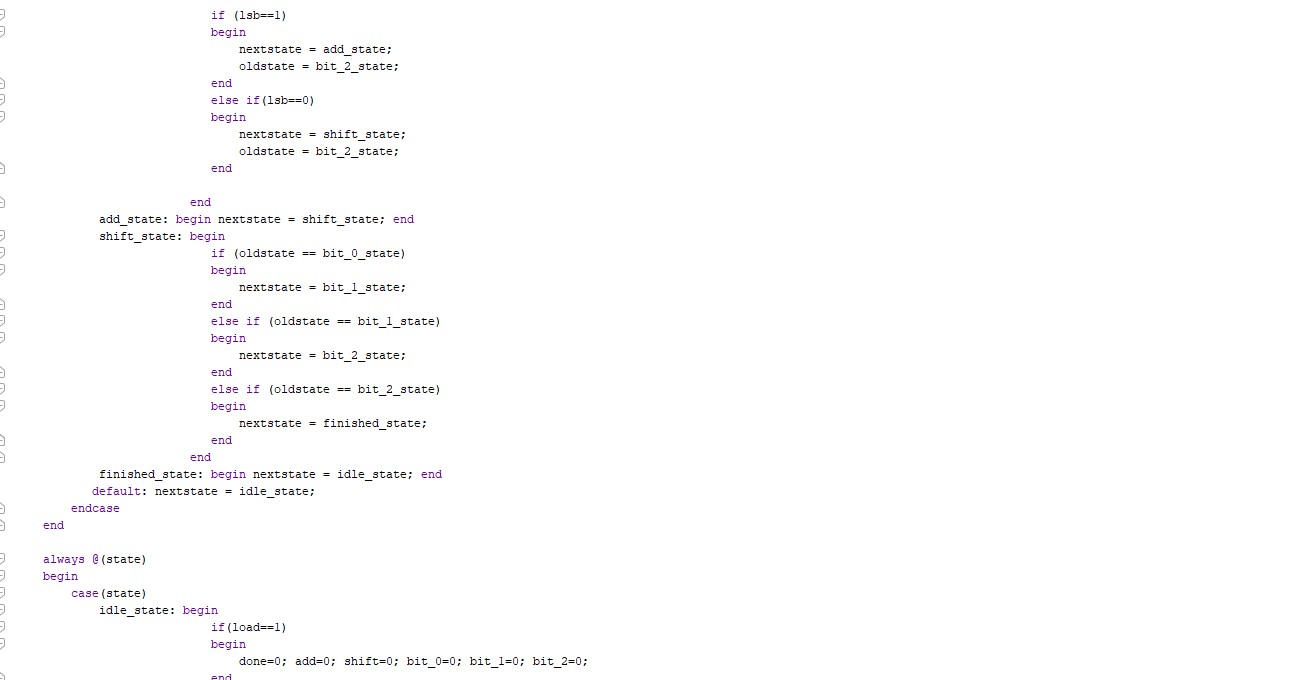 if (lsb==1)
begin
nextstate = add_state;
oldstate = bit_2_state;
end
else if(lsb==0)
begin
nextstate = shift_state;
oldstate = bit_2_state;
end
end
add_state: begin nextstate = shift_state; end
shift_state: begin
if (oldstate == bit_0_state)
begin
nextstate = bit_1_state;
end
else if (oldstate == bit_1_state)
begin
nextstate = bit_2_state;
end
else if (oldstate == bit_2_state)
begin
nextstate = finished_state;
end
end
finished_state: begin nextstate = idle_state; end
default: nextstate = idle_state;
endcase
end
always @(state)
begin
case(state)
idle_state: begin
if(load==1)
begin
done=0; add=0; shift=0; bit_0=0; bit_1=0; bit_2=0;
end